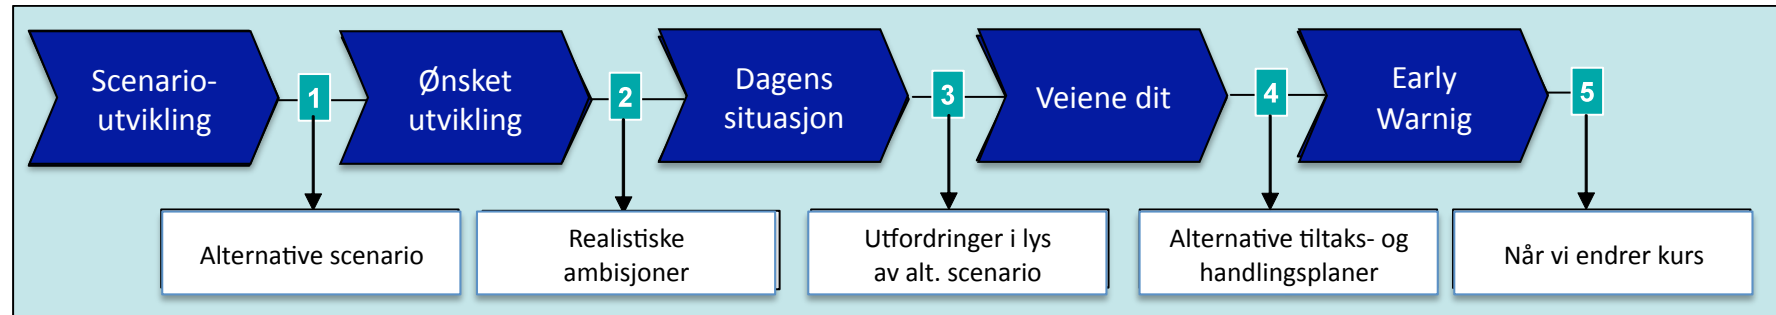 Scenario-
utvikling
1
Ønsket
utvikling
2
Dagens
situasjon
3
Veiene dit
4
Early
Warnig
5
Alternative scenario
Realistiske
ambisjoner
Utfordringer i lys
av alt. scenario
Alternative tiltaks- og
handlingsplaner
Når vi endrer kurs